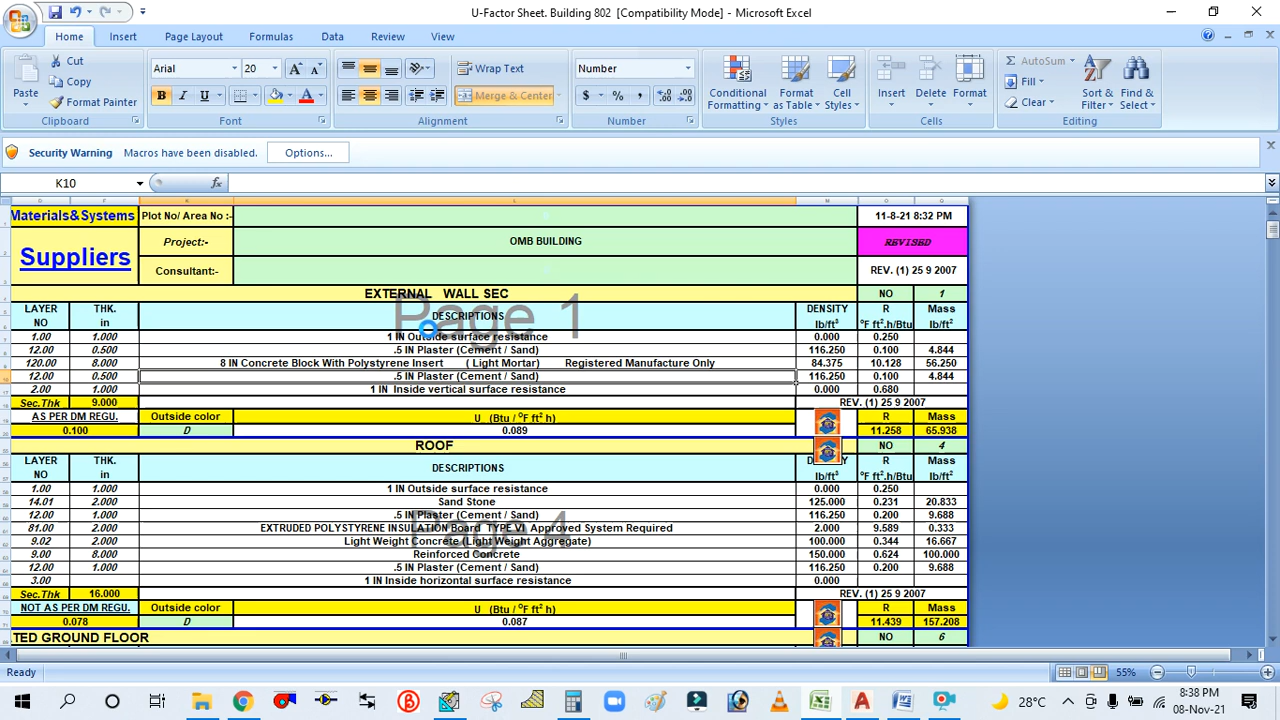 U-Factor Sheet. Building 802 [Compatibility Mode] - Microsoft Excel
Home Insert Page Layout Formulas Data Review View
Paste Cut Copy Format Painter Clipboard
Arial 20 B I U Font
Wrap Text Merge & Center Alignment
Number $ % , Number
Conditional Formatting Format as Table Cell Styles Styles
Insert Delete Format Cells
AutoSum Fill Clear Sort & Filter Find & Select Editing
Security Warning Macros have been disabled. Options...
K10 fx
Materials&Systems Plot No/ Area No :- 11-8-21 8:32 PM
Suppliers Project:- OMB BUILDING REVISED
Consultant:- REV. (1) 25 9 2007
EXTERNAL WALL SEC NO 1
Page 1
LAYER NO THK. in DESCRIPTIONS DENSITY lb/ft³ R ºF ft².h/Btu Mass lb/ft²
1.00 1.000 1 IN Outside surface resistance 0.000 0.250
12.00 0.500 .5 IN Plaster (Cement / Sand) 116.250 0.100 4.844
120.00 8.000 8 IN Concrete Block With Polystyrene Insert ( Light Mortar) Registered Manufacture Only 84.375 10.128 56.250
12.00 0.500 .5 IN Plaster (Cement / Sand) 116.250 0.100 4.844
2.00 1.000 1 IN Inside vertical surface resistance 0.000 0.680
Sec.Thk 9.000 REV. (1) 25 9 2007
AS PER DM REGU. Outside color U (Btu / ºF ft² h) R Mass
0.100 D 0.089 11.258 65.938
ROOF NO 4
LAYER NO THK. in DESCRIPTIONS lb/ft³ R ºF ft².h/Btu Mass lb/ft²
1.00 1 IN Outside surface resistance 0.000 0.250
14.01 2.000 Sand Stone 125.000 0.231 20.833
12.00 1.000 .5 IN Plaster (Cement / Sand) 116.250 0.200 9.688
81.00 2.000 EXTRUDED POLYSTYRENE INSULATION Board TYPE VI Approved System Required 2.000 9.589 0.333
Page 4
9.02 2.000 Light Weight Concrete (Light Weight Aggregate) 100.000 0.344 16.667
9.00 8.000 Reinforced Concrete 150.000 0.624 100.000
12.00 1.000 .5 IN Plaster (Cement / Sand) 116.250 0.200 9.688
3.00 1 IN Inside horizontal surface resistance 0.000
Sec.Thk 16.000 REV. (1) 25 9 2007
NOT AS PER DM REGU. Outside color U (Btu / ºF ft² h) R Mass
0.078 D 0.087 11.439 157.208
TED GROUND FLOOR NO 6
Ready 55%
28°C 8:38 PM
08-Nov-21